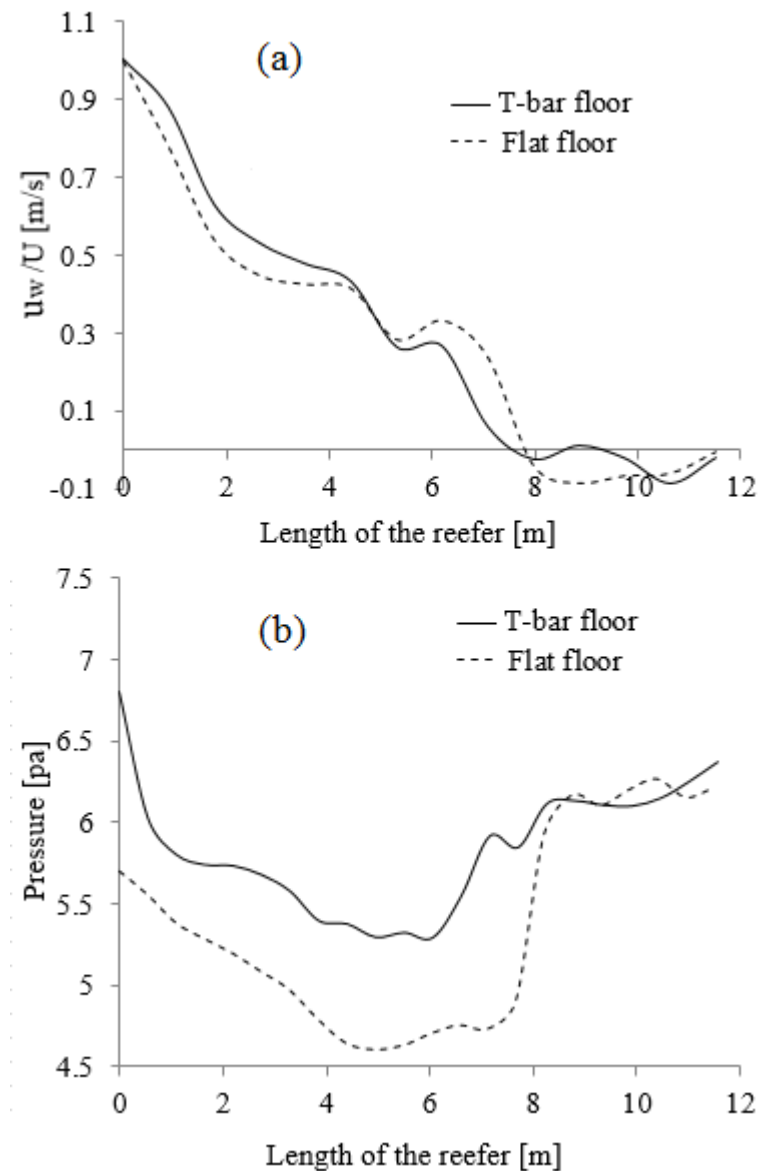 1.1
(a)
0.9
T-bar floor
Flat floor
0.7
0.5
0.3
0.1
-0.1
uw /U [m/s]
0 2 4 6 8 10 12
Length of the reefer [m]
7.5
(b)
T-bar floor
Flat floor
7
6.5
6
5.5
5
4.5
Pressure [pa]
0 2 4 6 8 10 12
Length of the reefer [m]